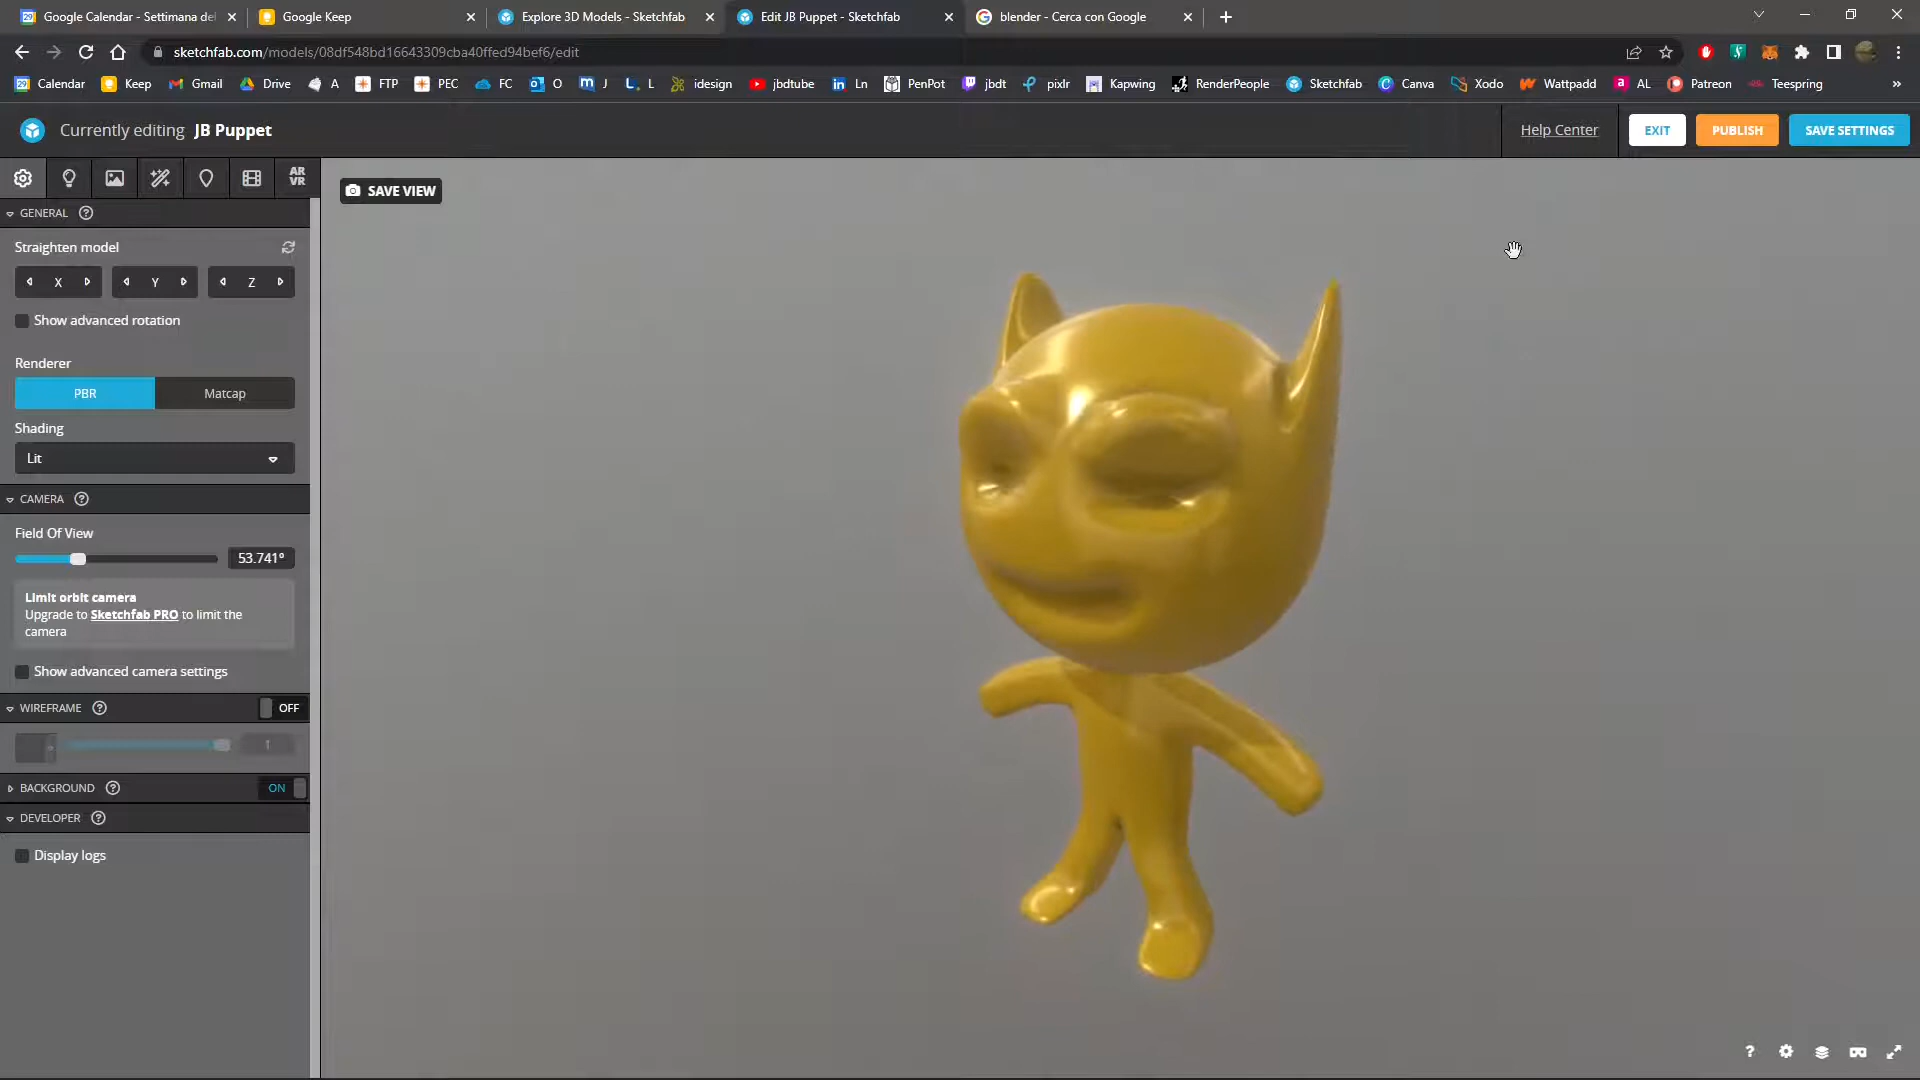 Google Calendar - Settimana del
Google Keep
Explore 3D Models - Sketchfab
Edit JB Puppet - Sketchfab
blender - Cerca con Google
sketchfab.com/models/08df548bd16643309cba40ffed94bef6/edit
Calendar
Keep
Gmail
Drive
A
FTP
PEC
FC
O
J
L
idesign
jbdtube
Ln
PenPot
jbdt
pixlr
Kapwing
RenderPeople
Sketchfab
Canva
Xodo
Wattpadd
AL
Patreon
Teespring
Currently editing JB Puppet
Help Center
EXIT
PUBLISH
SAVE SETTINGS
AR
VR
SAVE VIEW
GENERAL
Straighten model
X
Y
Z
Show advanced rotation
Renderer
PBR
Matcap
Shading
Lit
CAMERA
Field Of View
53.741°
Limit orbit camera
Upgrade to Sketchfab PRO to limit the
camera
Show advanced camera settings
WIREFRAME
OFF
1
BACKGROUND
ON
DEVELOPER
Display logs